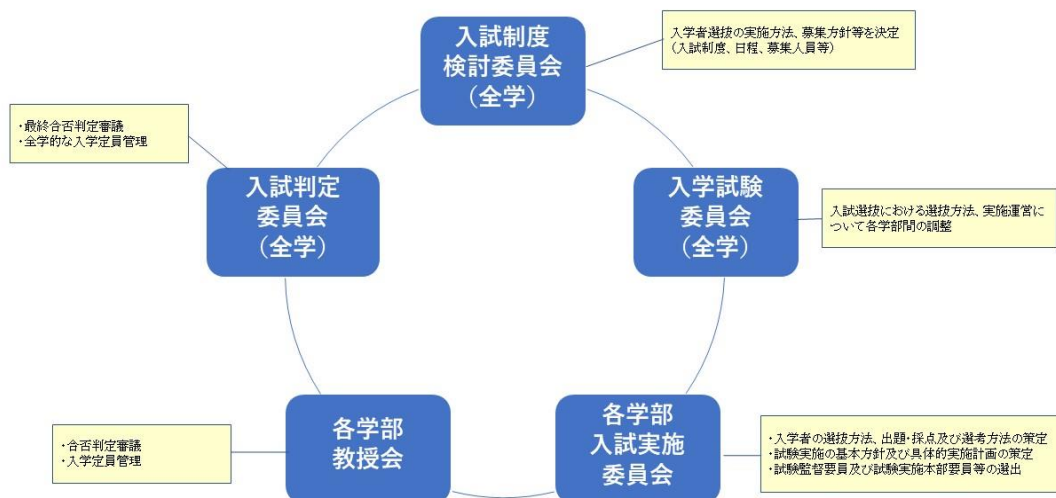 入試制度
検討委員会
（全学）
入学者選抜の実施方法、募集方針等を決定
（入試制度、日程、募集人員等）
・最終合否判定審議
・全学的な入学定員管理
入試判定
委員会
（全学）
入学試験
委員会
（全学）
入試選抜における選抜方法、実施運営に
ついて各学部間の調整
各学部
教授会
・合否判定審議
・入学定員管理
各学部
入試実施
委員会
・入学者の選抜方法、出題・採点及び選考方法の策定
・試験実施の基本方針及び具体的実施計画の策定
・試験監督要員及び試験実施本部要員等の選出